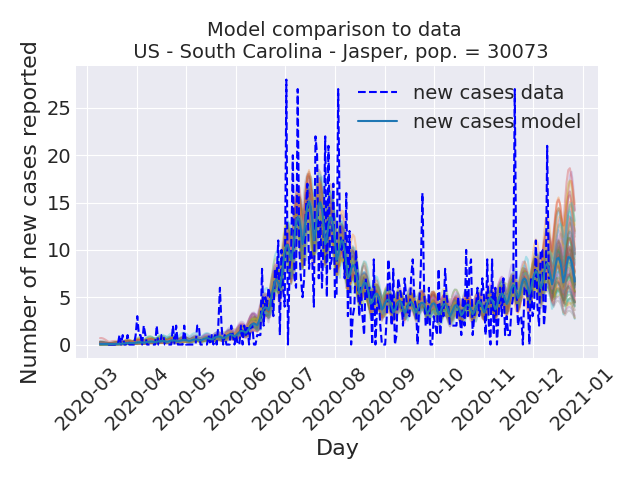 Model comparison to data
US - South Carolina - Jasper, pop. = 30073
Number of new cases reported
25
20
15
10
5
0
new cases data
new cases model
2020-03
2020-04
2020-05
2020-06
2020-07
2020-08
2020-09
2020-10
2020-11
2020-12
2021-01
Day